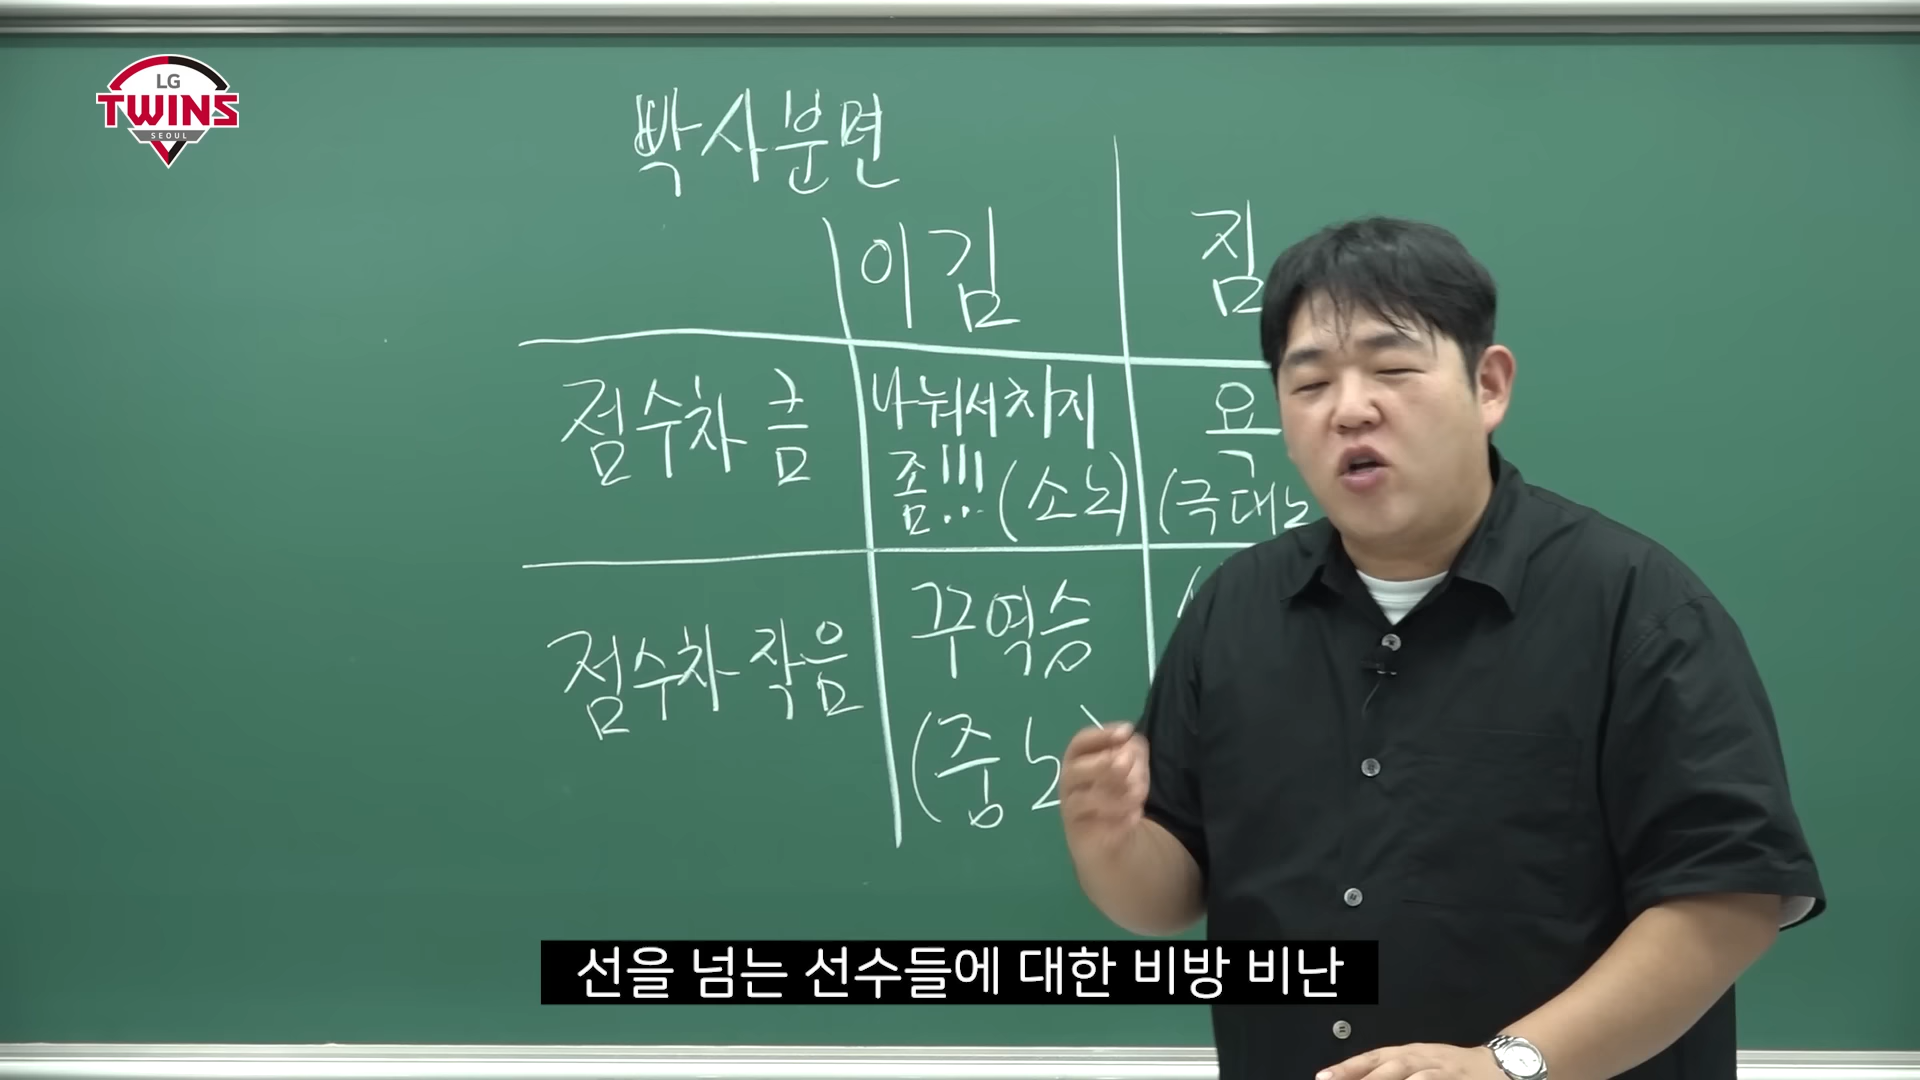 LG
TWINS
SEOUL
빡사분면
이김 짐
점수차 큼
나눠서치지
좀!!! (소노)
욕
(극대노
점수차 작음
꾸역승
(중노)
선을 넘는 선수들에 대한 비방 비난